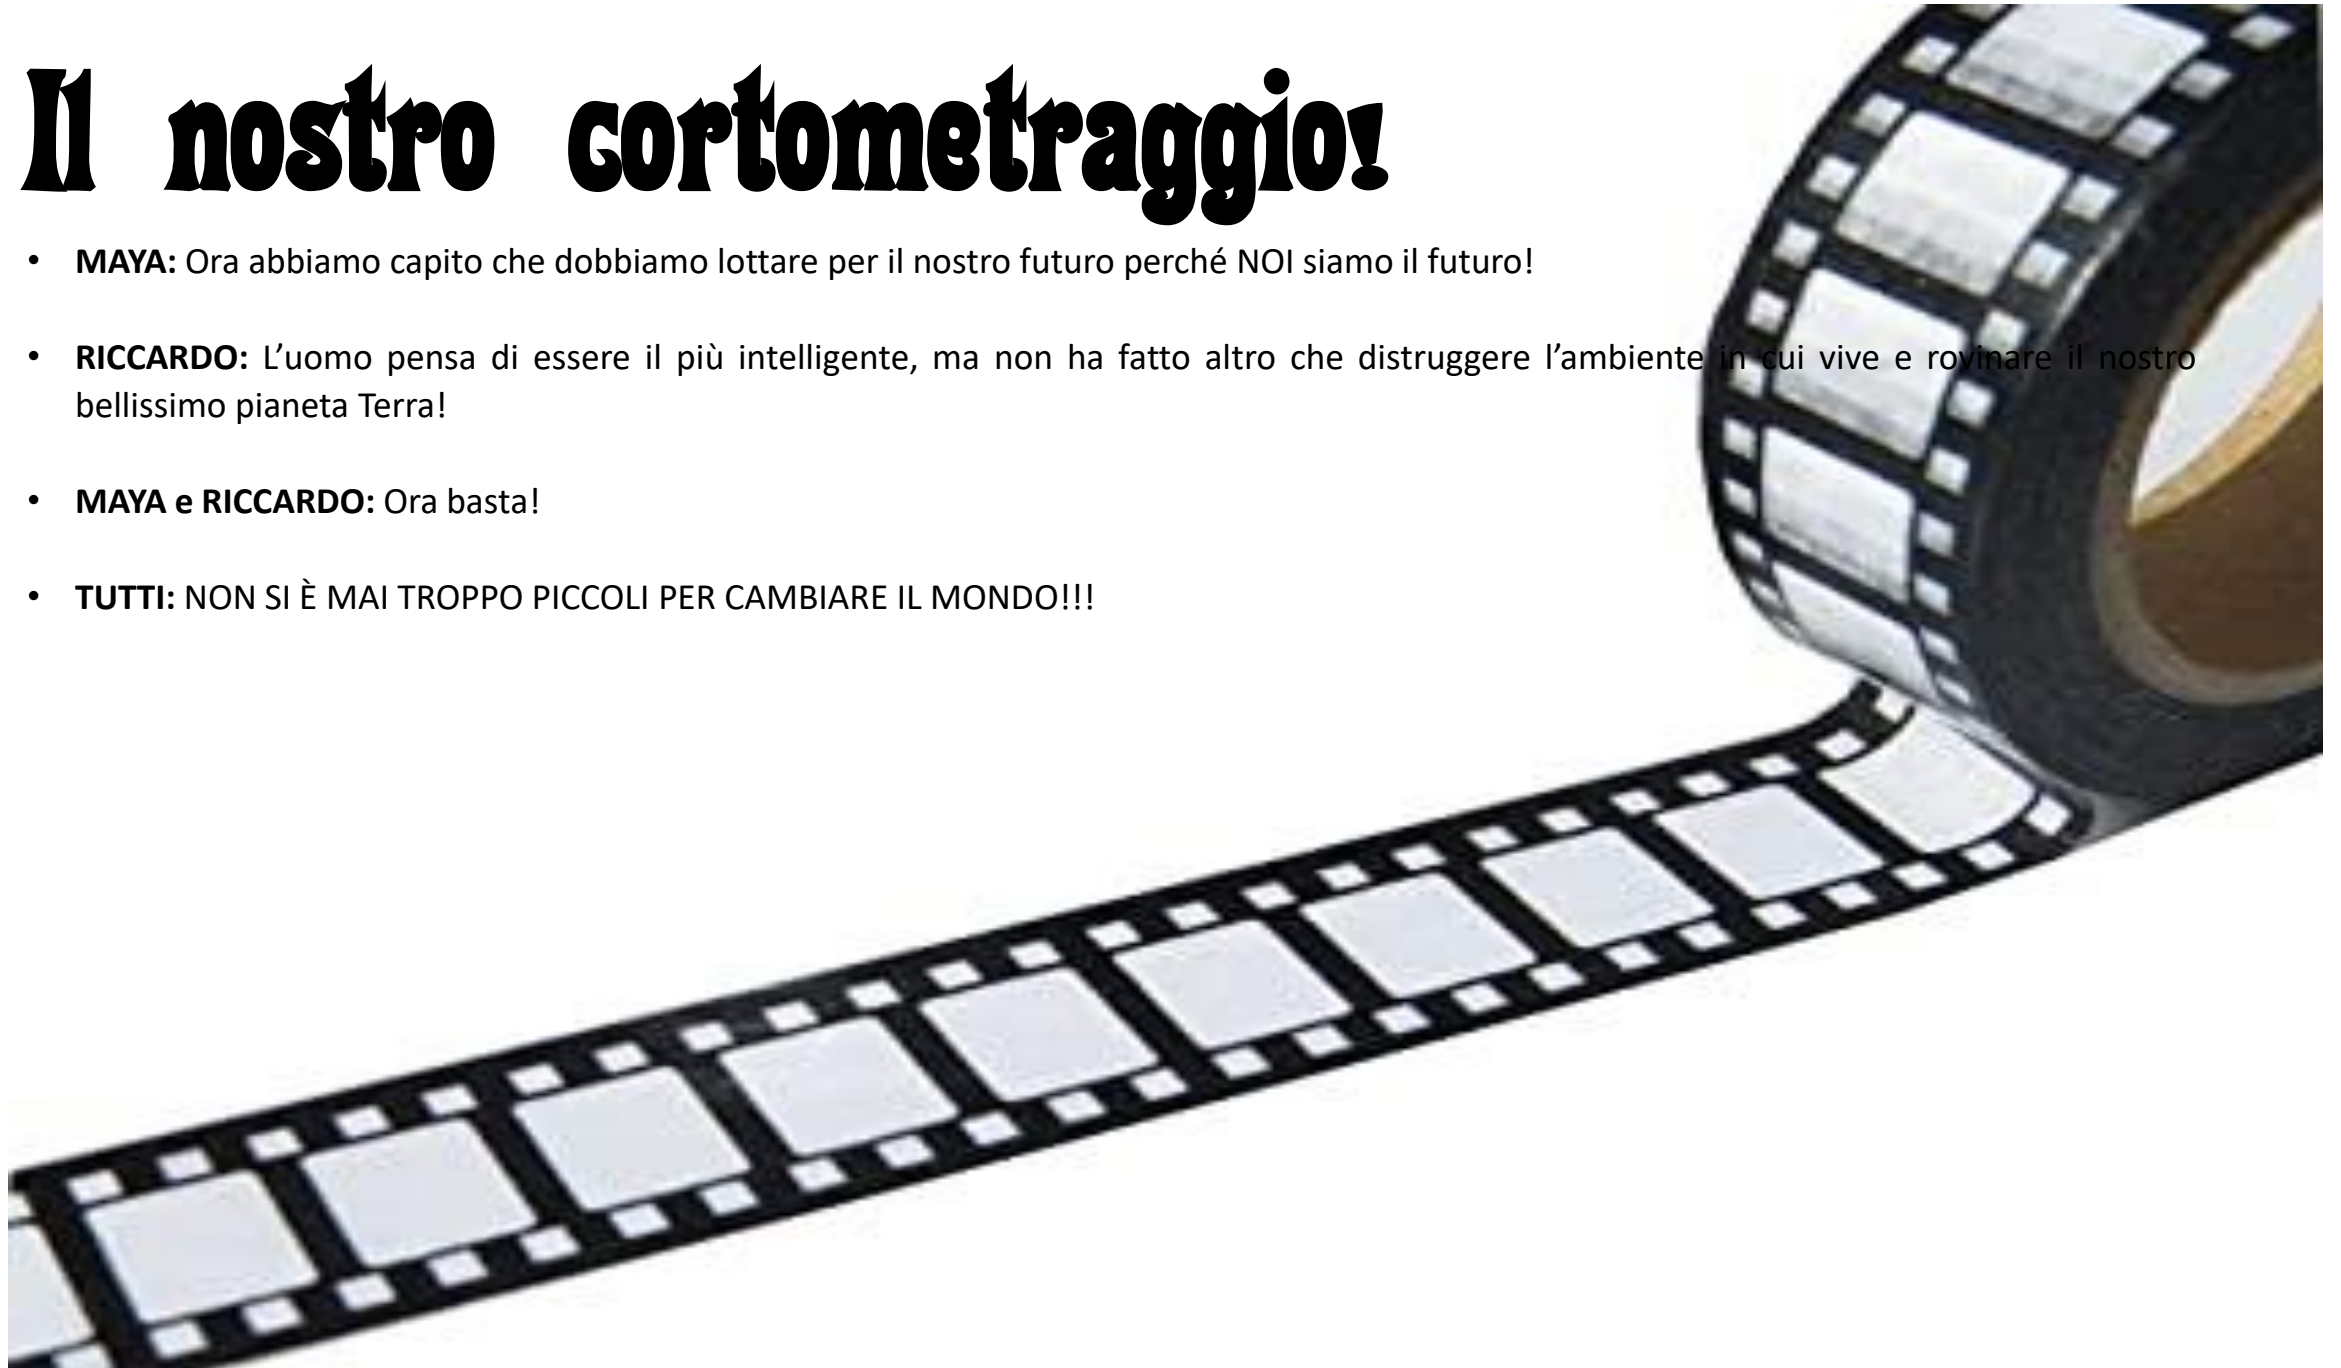 Il nostro cortometraggio!
• MAYA: Ora abbiamo capito che dobbiamo lottare per il nostro futuro perché NOI siamo il futuro!
• RICCARDO: L’uomo pensa di essere il più intelligente, ma non ha fatto altro che distruggere l’ambiente in cui vive e rovinare il nostro
bellissimo pianeta Terra!
• MAYA e RICCARDO: Ora basta!
• TUTTI: NON SI È MAI TROPPO PICCOLI PER CAMBIARE IL MONDO!!!